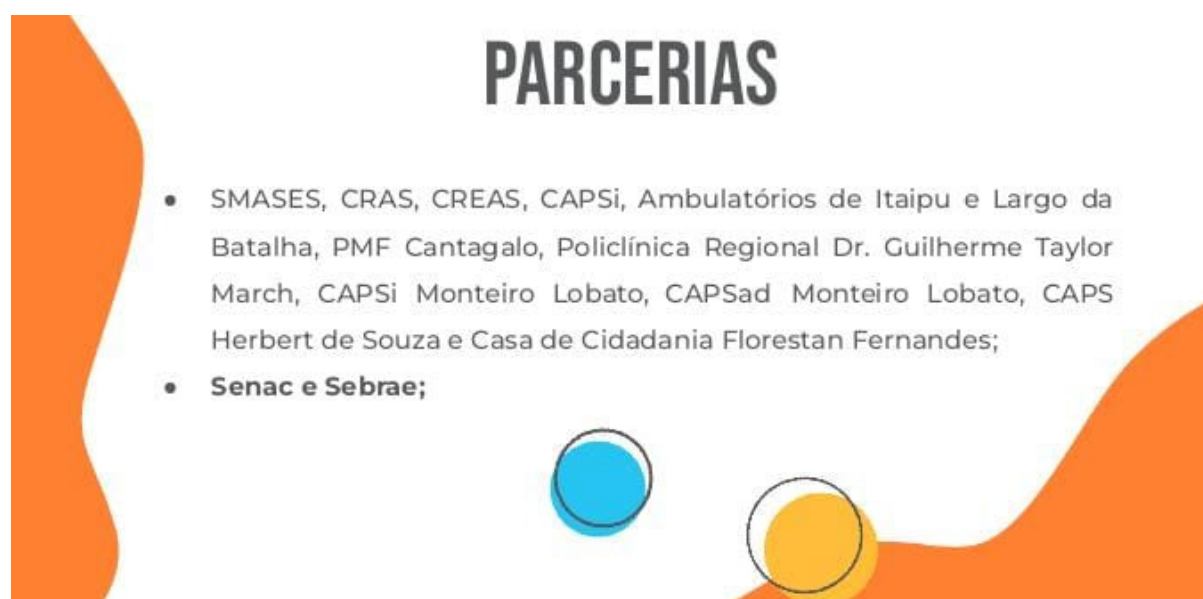 PARCERIAS
● SMASES, CRAS, CREAS, CAPSi, Ambulatórios de Itaipu e Largo da
Batalha, PMF Cantagalo, Policlínica Regional Dr. Guilherme Taylor
March, CAPSi Monteiro Lobato, CAPSad Monteiro Lobato, CAPS
Herbert de Souza e Casa de Cidadania Florestan Fernandes;
● Senac e Sebrae;